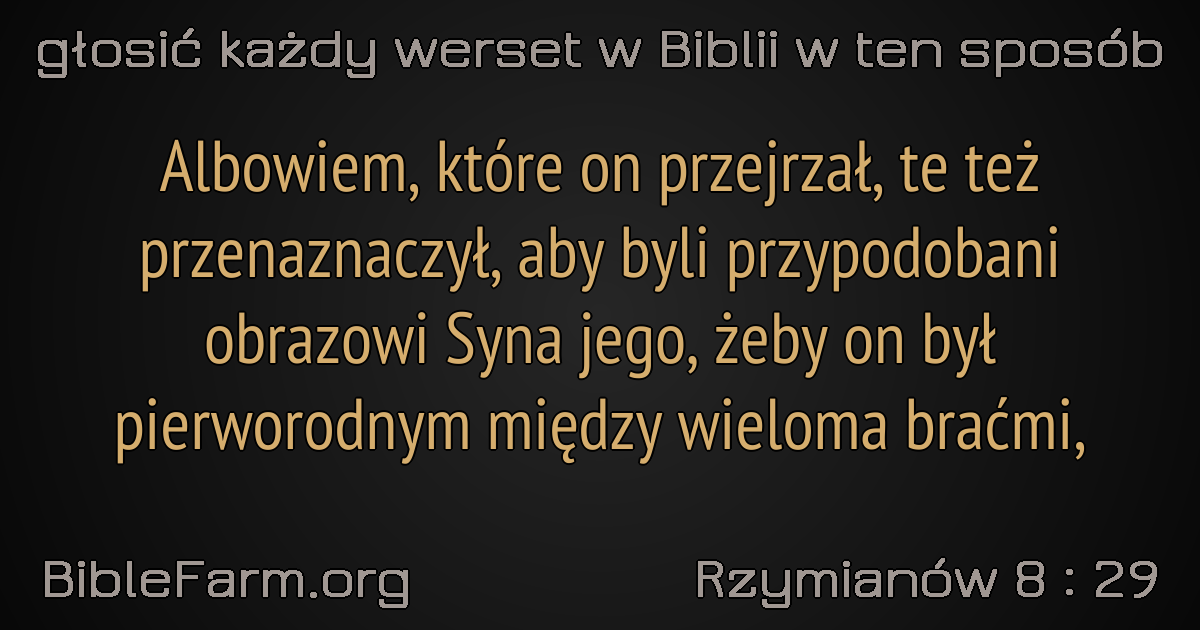 głosić każdy werset w Biblii w ten sposób
Albowiem, które on przejrzał, te też
przenaznaczył, aby byli przypodobani
obrazowi Syna jego, żeby on był
pierworodnym między wieloma braćmi,
BibleFarm.org
Rzymianów 8 : 29